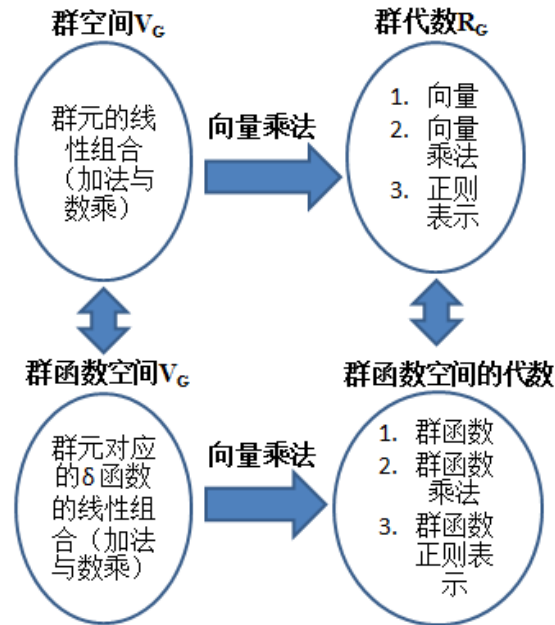 群空间V_G
群代数R_G
群元的线
性组合
（加法与
数乘）
向量乘法
1. 向量
2. 向量
乘法
3. 正则
表示
群函数空间V_G
群函数空间的代数
群元对应
的δ函数
的线性组
合（加法
与数乘）
向量乘法
1. 群函数
2. 群函数
乘法
3. 群函数
正则表
示